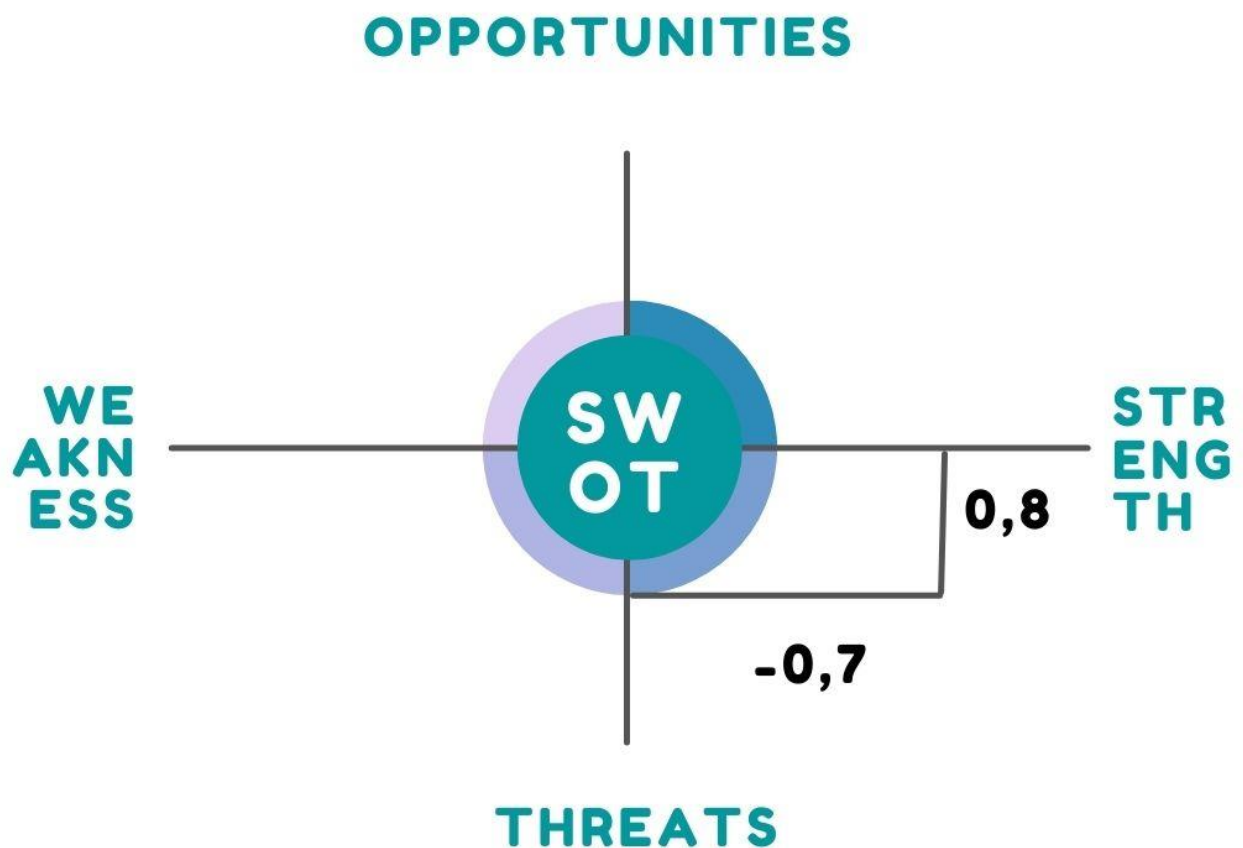 OPPORTUNITIES
WE
AKN
ESS
SW
OT
STR
ENG
TH
0,8
-0,7
THREATS